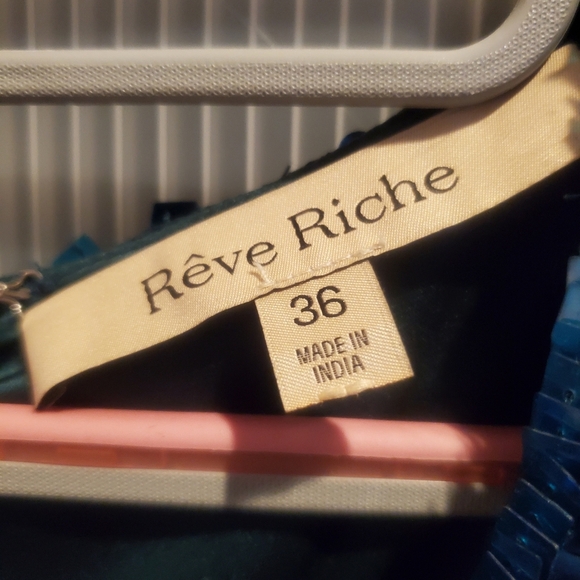 Rêve Riche
36
MADE IN
INDIA